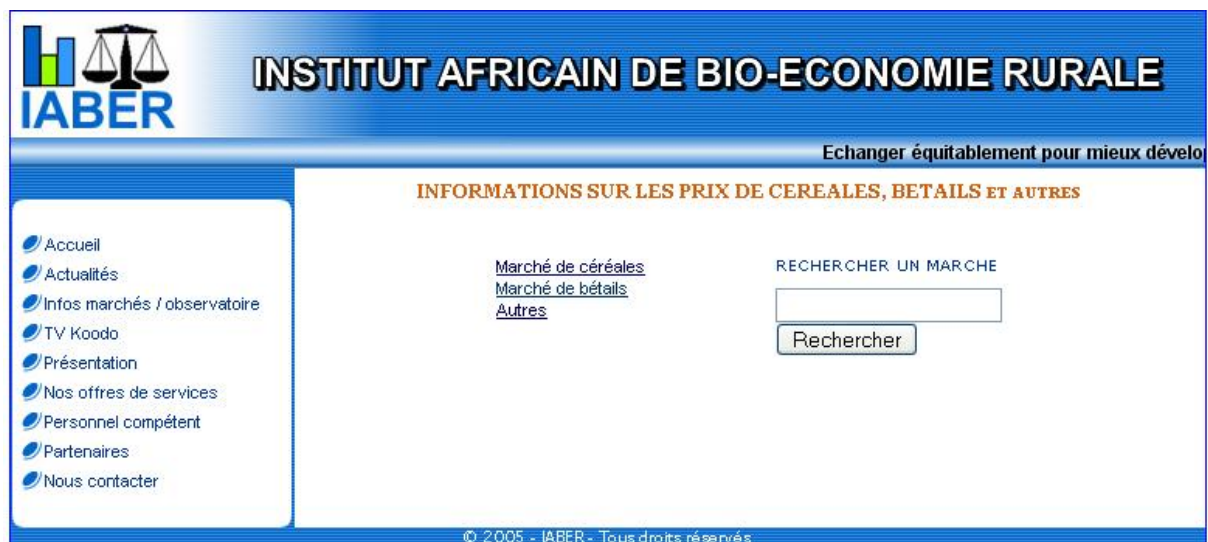 IABER
INSTITUT AFRICAIN DE BIO-ECONOMIE RURALE
Echanger équitablement pour mieux dévelo
INFORMATIONS SUR LES PRIX DE CEREALES, BETAILS ET AUTRES
Accueil
Actualités
Infos marchés / observatoire
TV Koodo
Présentation
Nos offres de services
Personnel compétent
Partenaires
Nous contacter
Marché de céréales
Marché de bétails
Autres
RECHERCHER UN MARCHE
Rechercher
© 2005 - IABER - Tous droits réservés